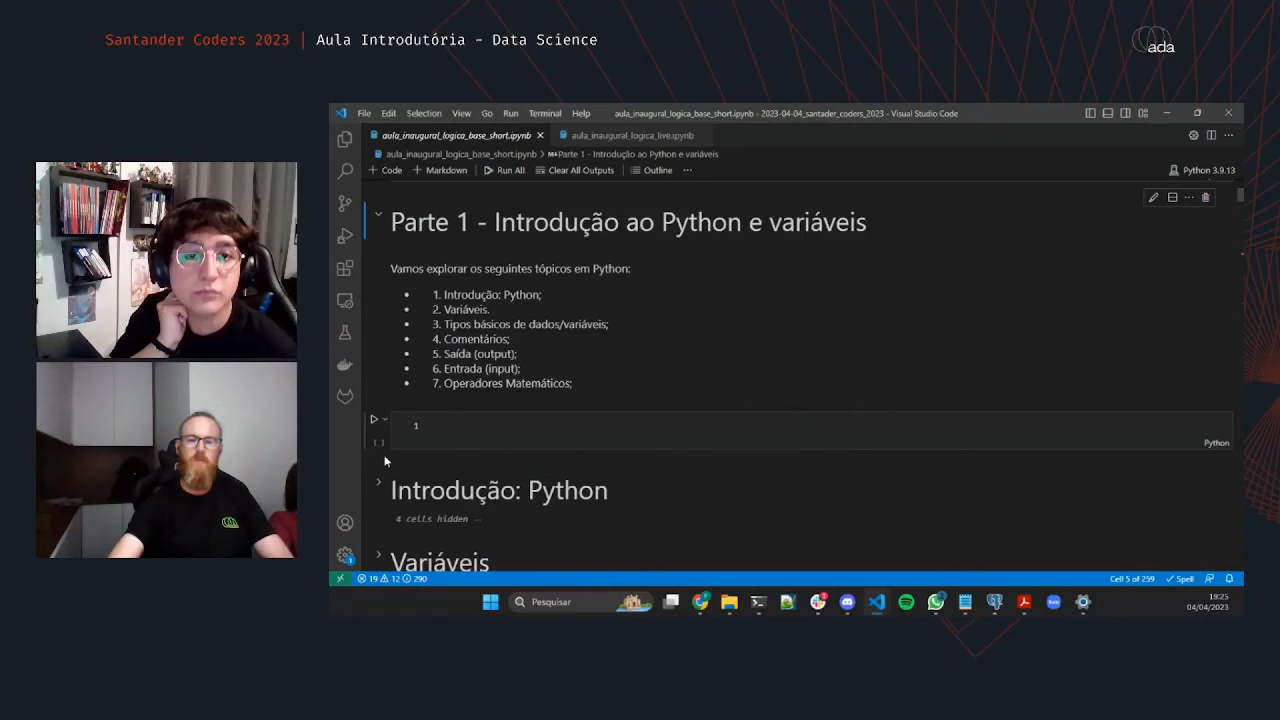 Santander Coders 2023 | Aula Introdutória - Data Science
ada
File Edit Selection View Go Run Terminal Help
aula_inaugural_logica_base_short.ipynb - 2023-04-04_santader_coders_2023 - Visual Studio Code
aula_inaugural_logica_base_short.ipynb
aula_inaugural_logica_live.ipynb
aula_inaugural_logica_base_short.ipynb > Parte 1 - Introdução ao Python e variáveis
+ Code + Markdown Run All Clear All Outputs Outline ...
Python 3.9.13
Parte 1 - Introdução ao Python e variáveis
Vamos explorar os seguintes tópicos em Python:
• 1. Introdução: Python;
• 2. Variáveis.
• 3. Tipos básicos de dados/variáveis;
• 4. Comentários;
• 5. Saída (output);
• 6. Entrada (input);
• 7. Operadores Matemáticos;
1
[ ]
Python
Introdução: Python
4 cells hidden ...
Variáveis
19 12 290
Cell 5 of 259
Spell
Pesquisar
19:25
04/04/2023